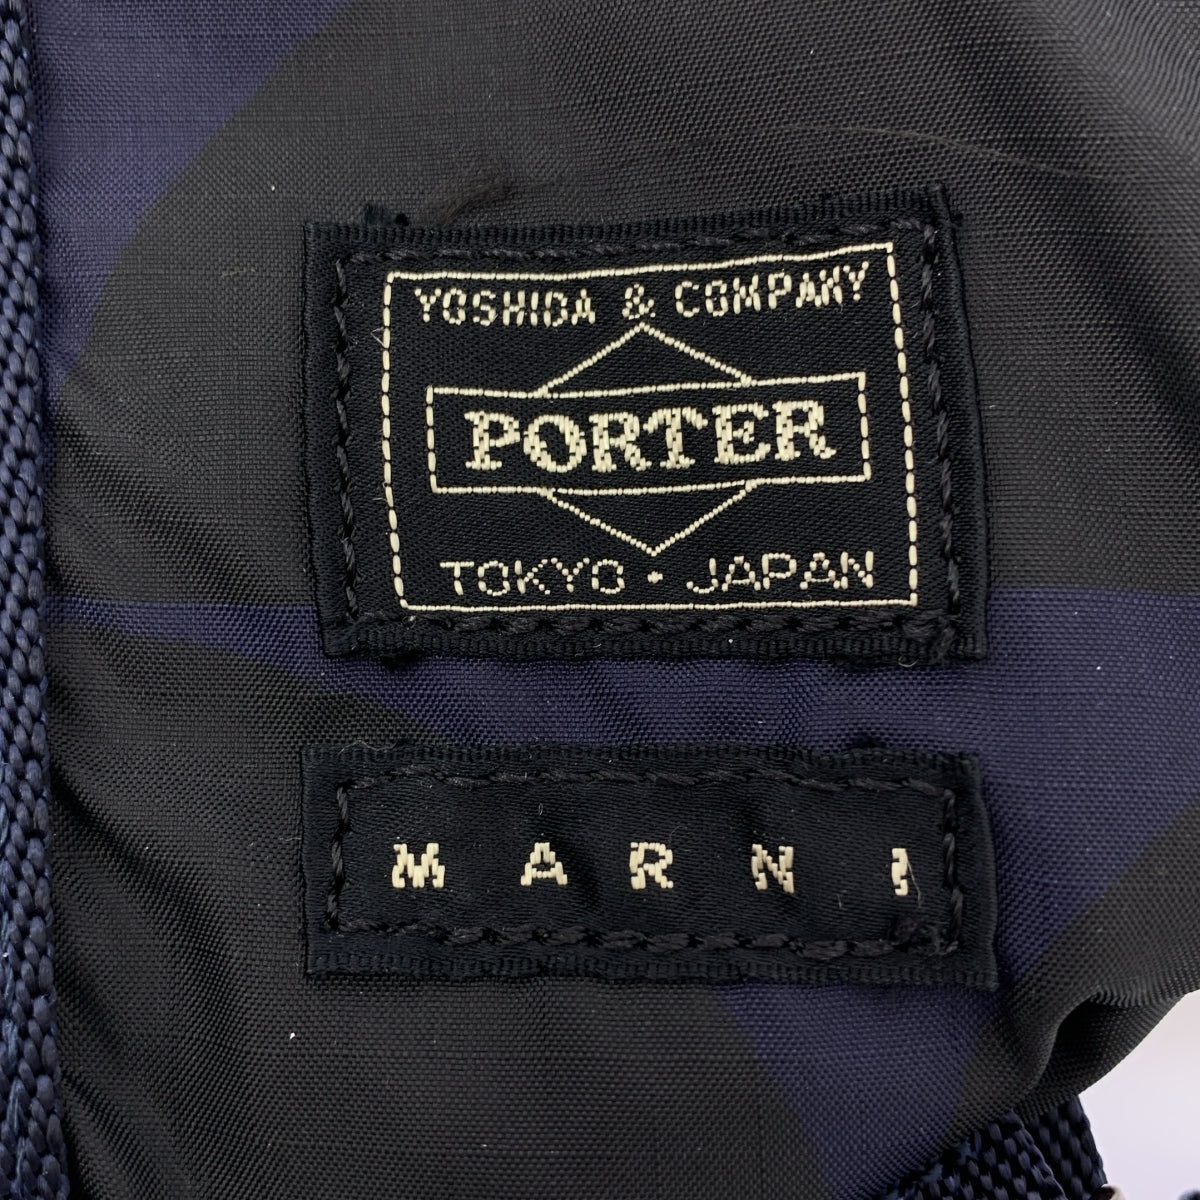 YOSHIDA & COMPANY
PORTER
TOKYO • JAPAN
MARNI